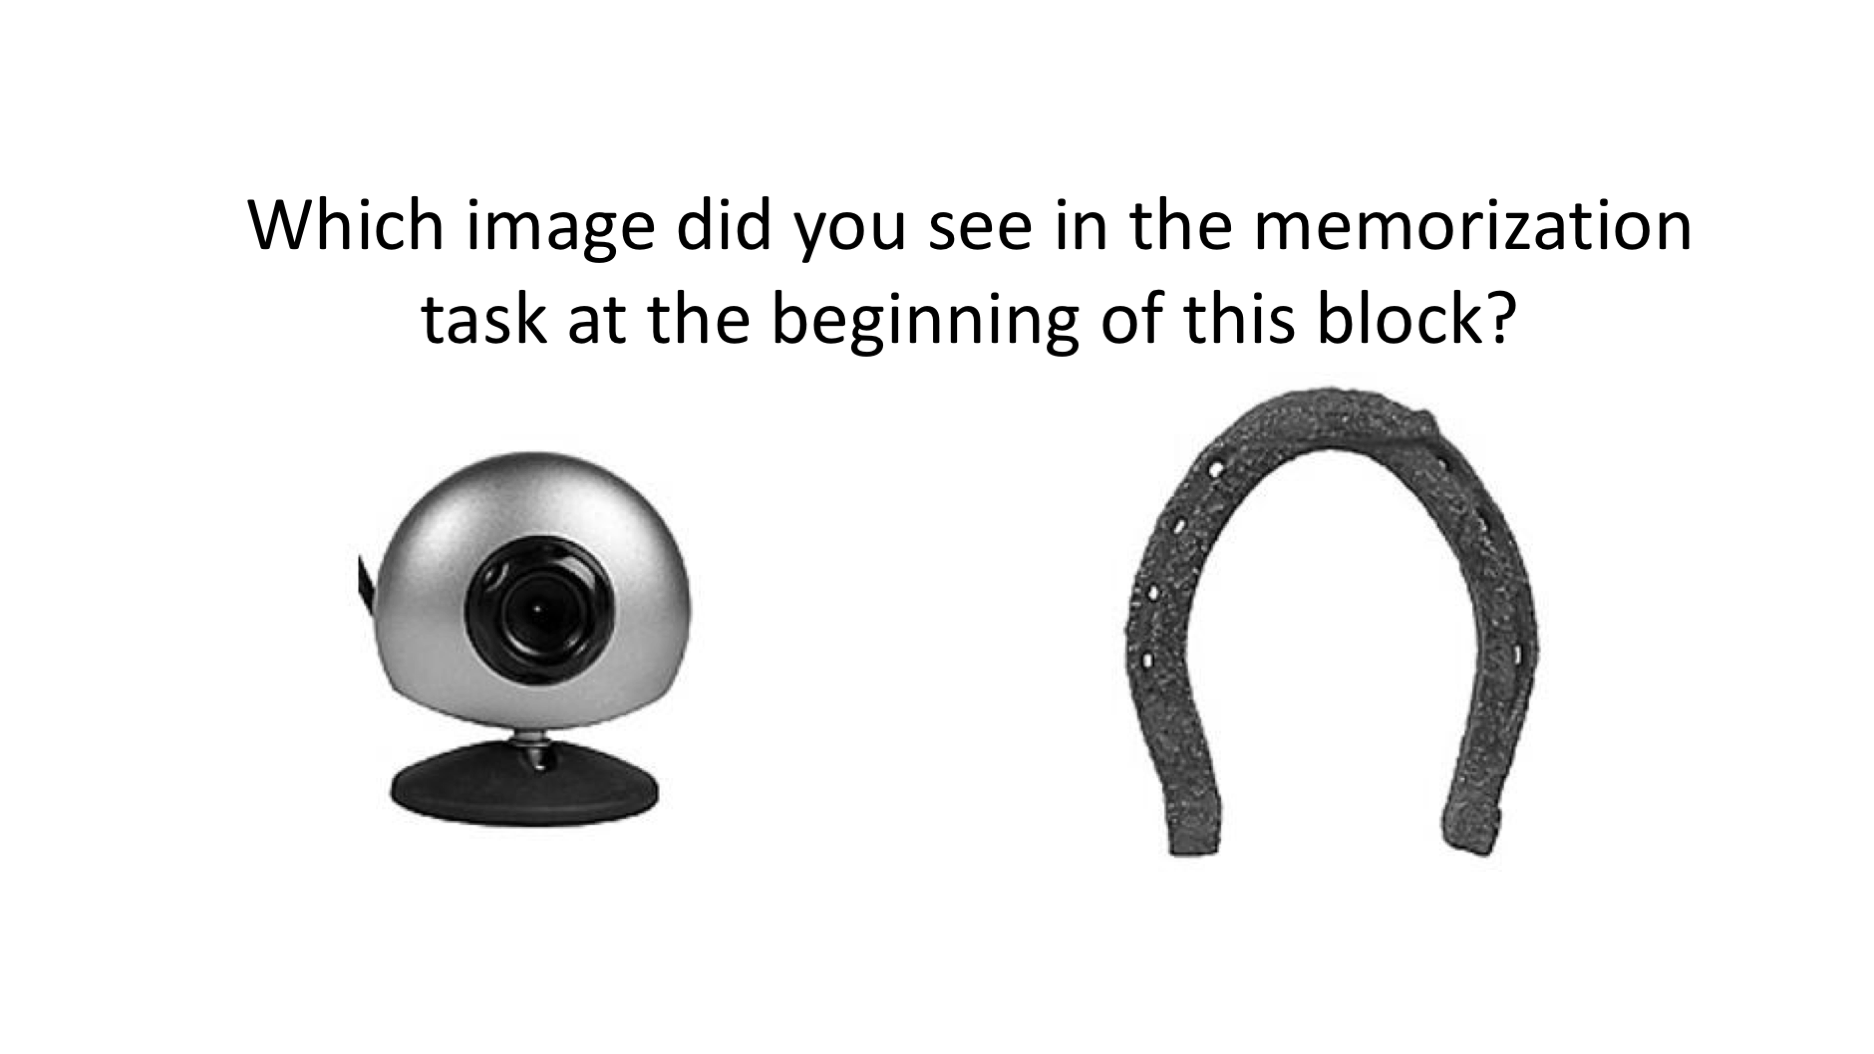 Which image did you see in the memorization
task at the beginning of this block?